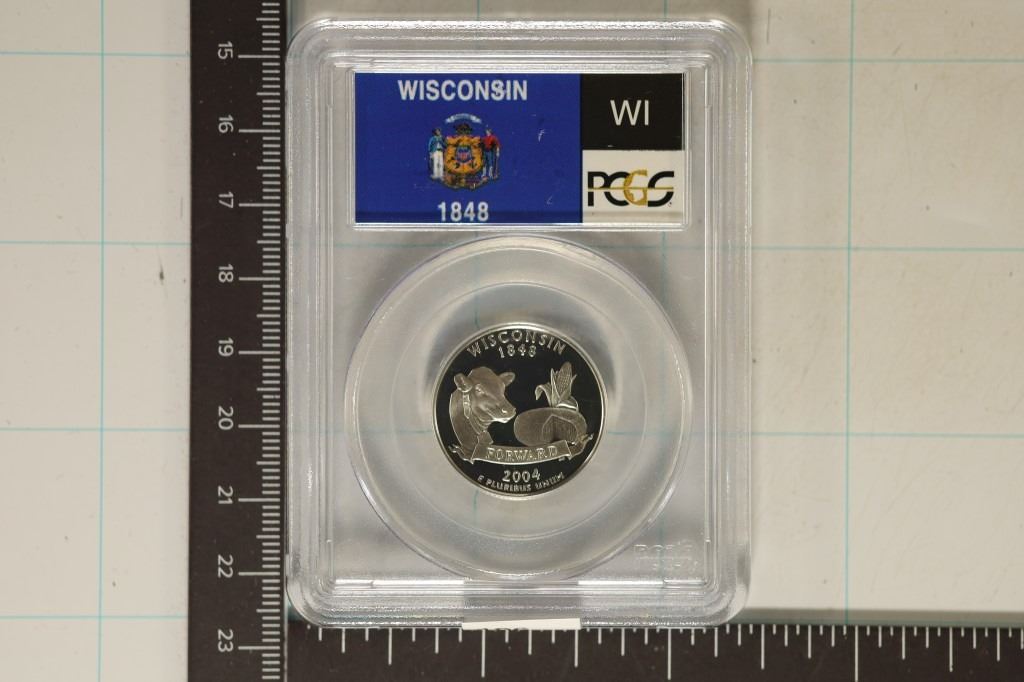 WISCONSIN
1848
WI
PCGS
WISCONSIN
1848
FORWARD
2004
E PLURIBUS UNUM
PCGS
15
16
17
18
19
20
21
22
23